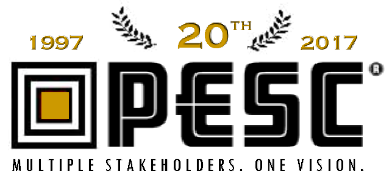 1997 20TH 2017
PESC®
MULTIPLE STAKEHOLDERS. ONE VISION.